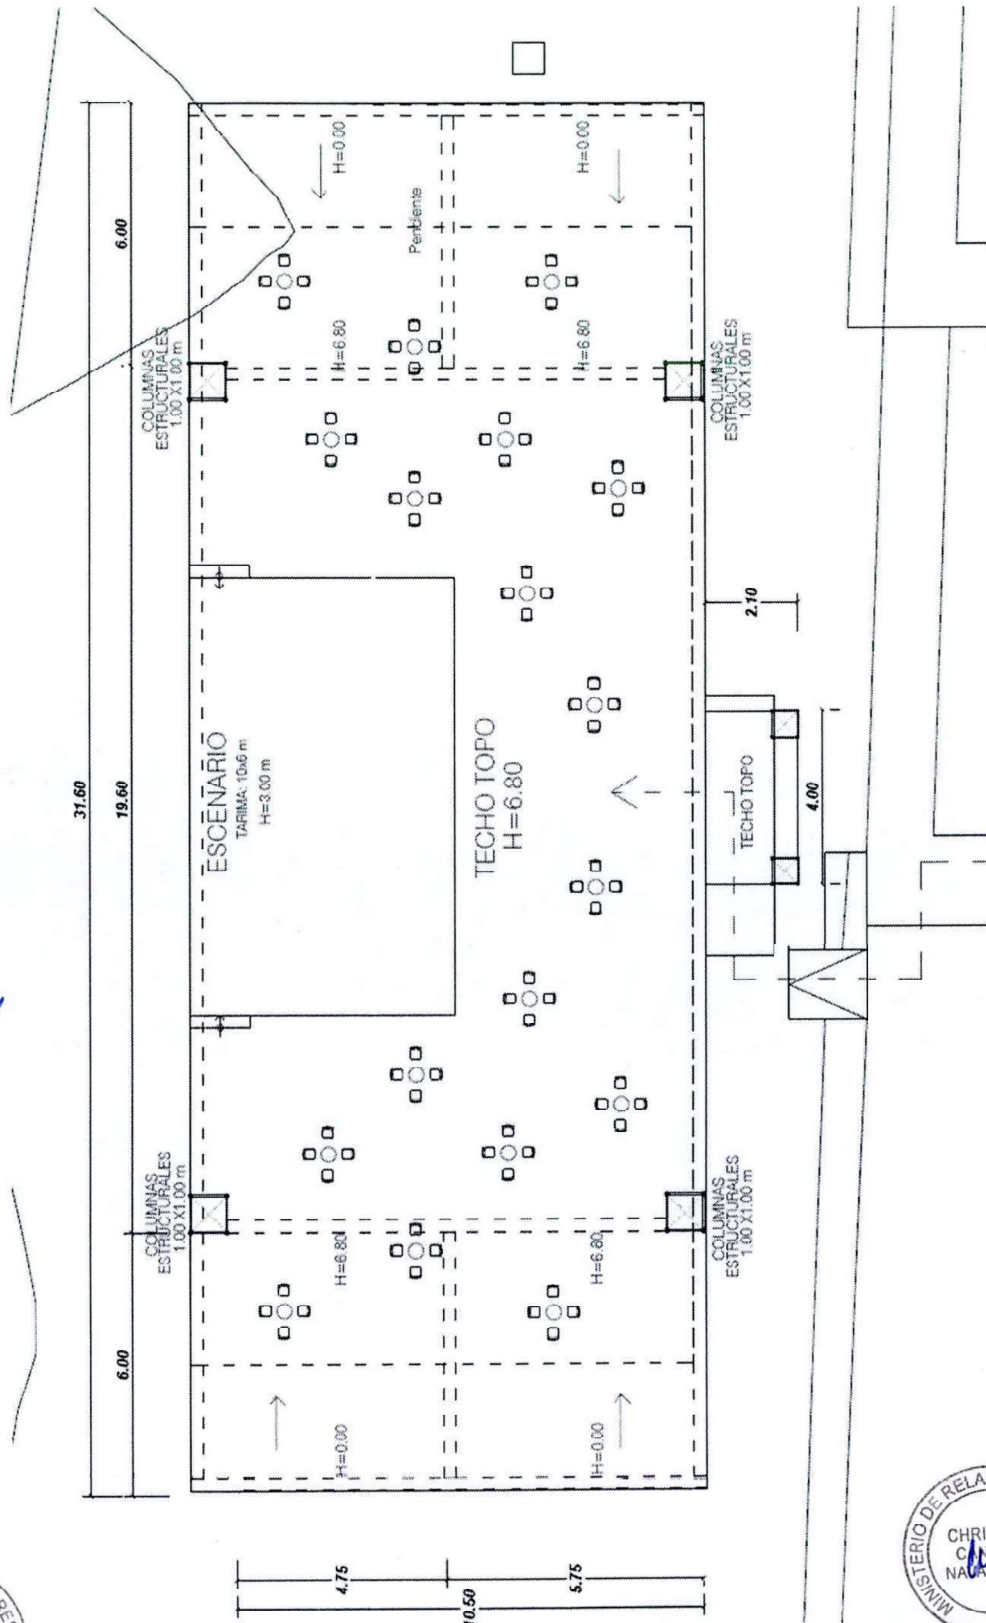 31.60
6.00
19.60
6.00
COLUMNAS
ESTRUCTURALES
1.00 X1.00 m
COLUMNAS
ESTRUCTURALES
1.00 X1.00 m
H=0.00
H=6.80
ESCENARIO
TARIMA: 10x6 m
H=3.00 m
H=6.80
H=0.00
Pendiente
TECHO TOPO
H=6.80
H=0.00
H=6.80
H=6.80
H=0.00
COLUMNAS
ESTRUCTURALES
1.00 X1.00 m
COLUMNAS
ESTRUCTURALES
1.00 X1.00 m
TECHO TOPO
2.10
4.00
4.75
5.75
10.50
MINISTERIO DE RELA
CHRI